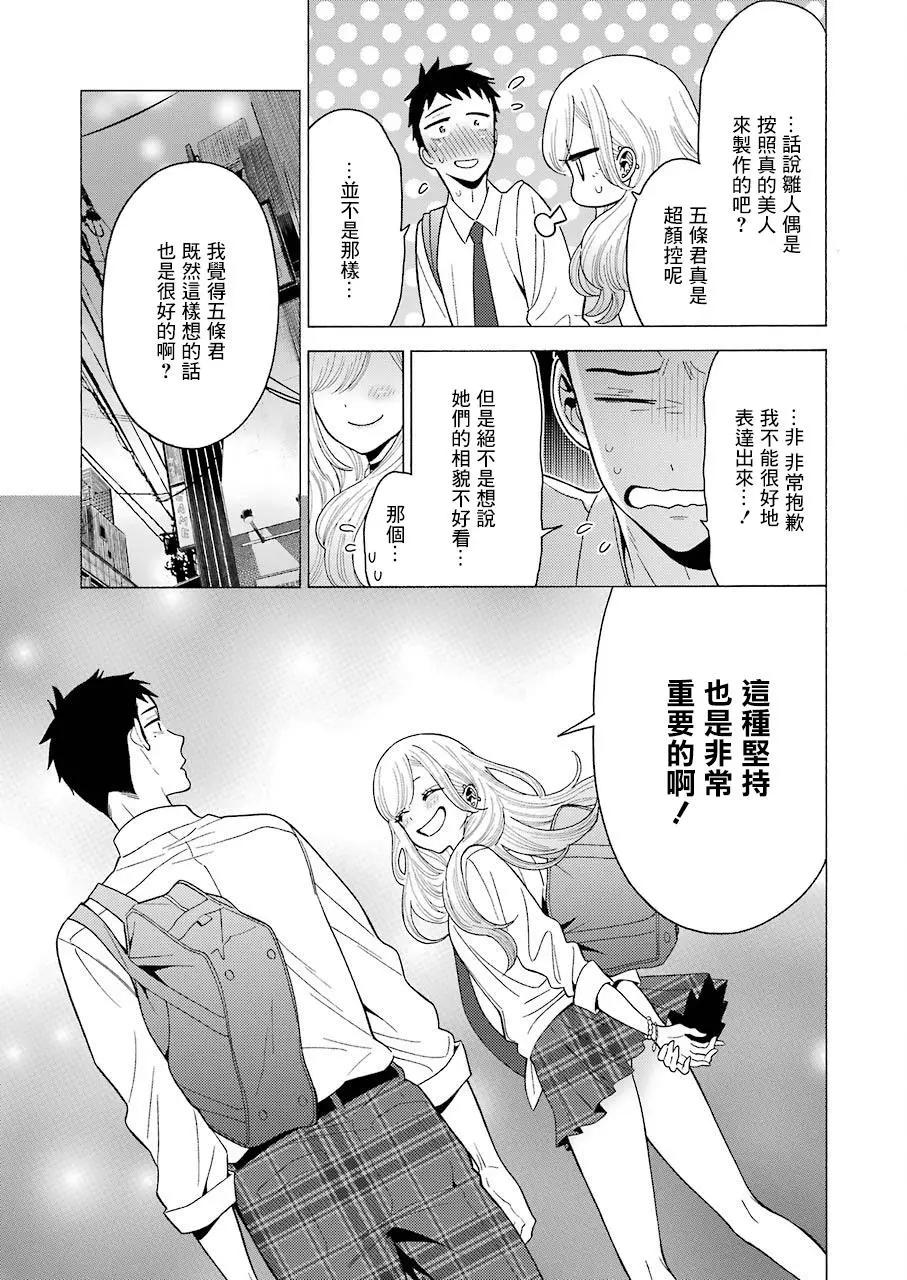 …話說雛人偶是
按照真的美人
來製作的吧？
五條君真是
超顏控呢
…並不是那樣…
…非 非常抱歉
我不能很好地
表達出來…！
但是絕不是想說
她們的相貌不好看…
那個…
我覺得五條君
既然這樣想的話
也是很好的啊？
這種堅持
也是非常
重要的啊！